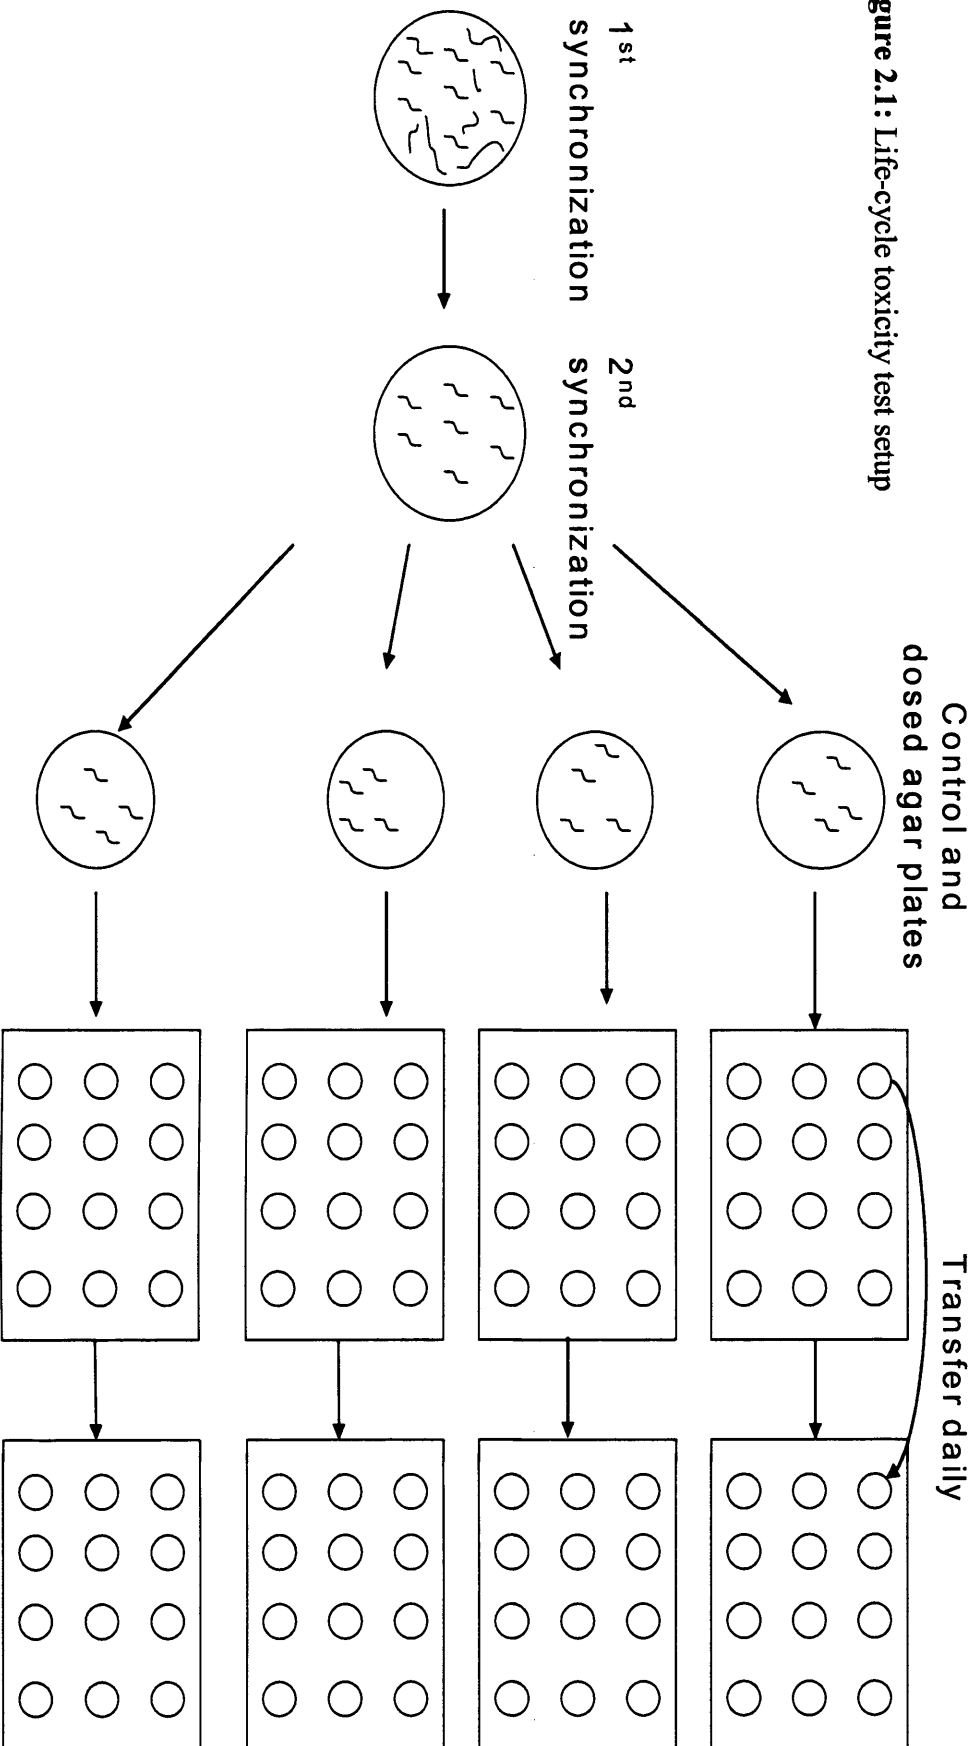 gure 2.1: Life-cycle toxicity test setup
1st
synchronization
2nd
synchronization
Control and
dosed agar plates
Transfer daily